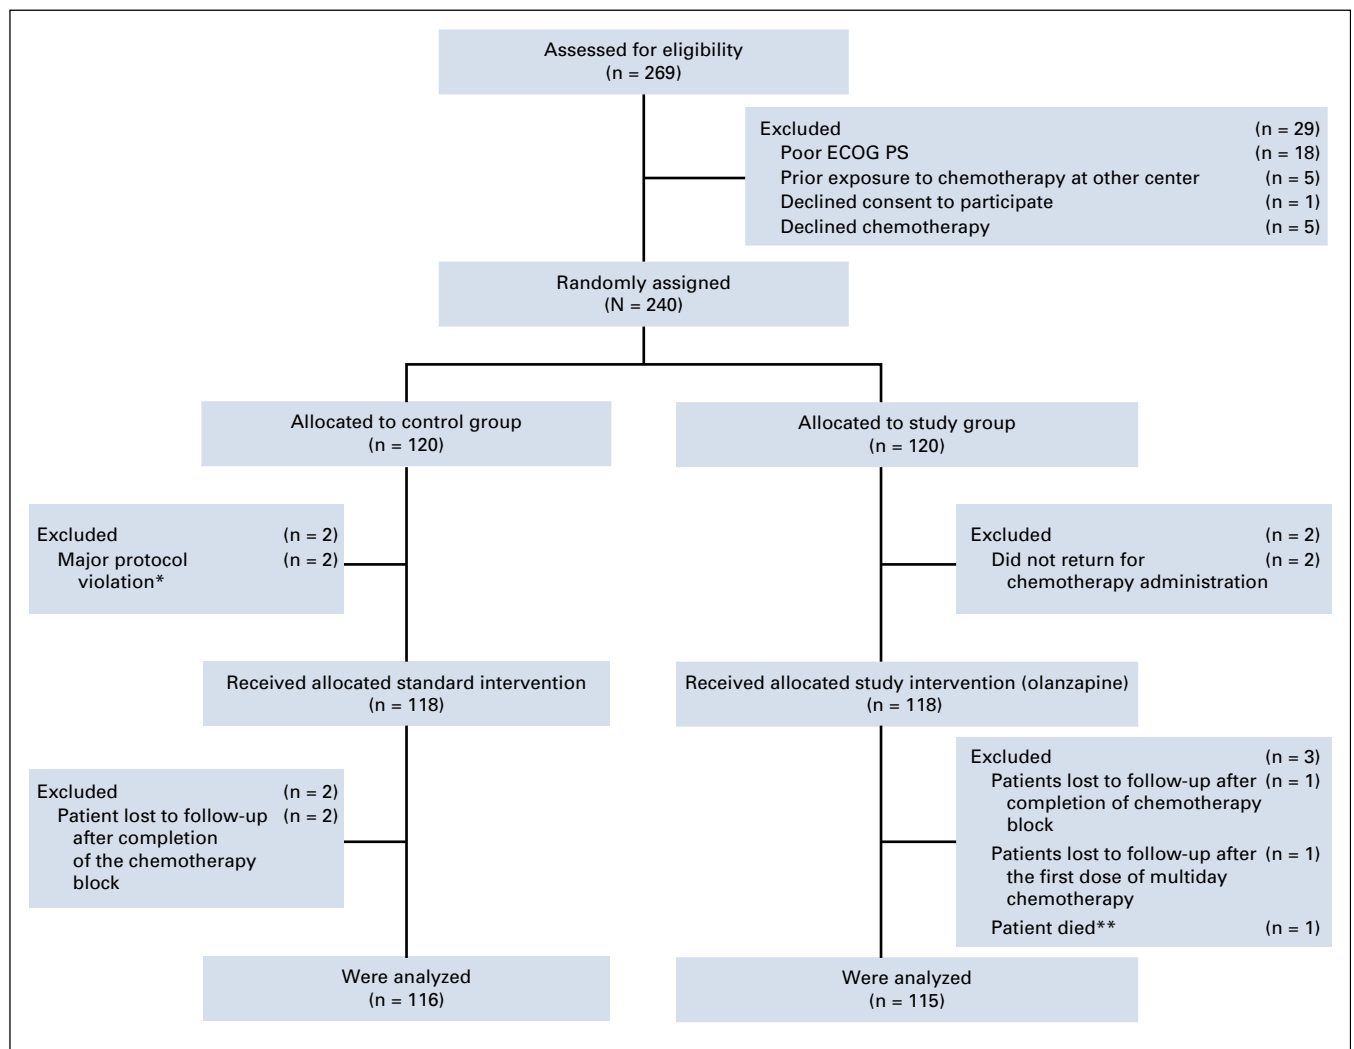 Assessed for eligibility
(n = 269)
Excluded (n = 29)
Poor ECOG PS (n = 18)
Prior exposure to chemotherapy at other center (n = 5)
Declined consent to participate (n = 1)
Declined chemotherapy (n = 5)
Randomly assigned
(N = 240)
Allocated to control group
(n = 120)
Allocated to study group
(n = 120)
Excluded (n = 2)
Major protocol (n = 2)
violation*
Excluded (n = 2)
Did not return for (n = 2)
chemotherapy administration
Received allocated standard intervention
(n = 118)
Received allocated study intervention (olanzapine)
(n = 118)
Excluded (n = 2)
Patient lost to follow-up (n = 2)
after completion
of the chemotherapy
block
Excluded (n = 3)
Patients lost to follow-up after (n = 1)
completion of chemotherapy
block
Patients lost to follow-up after (n = 1)
the first dose of multiday
chemotherapy
Patient died** (n = 1)
Were analyzed
(n = 116)
Were analyzed
(n = 115)